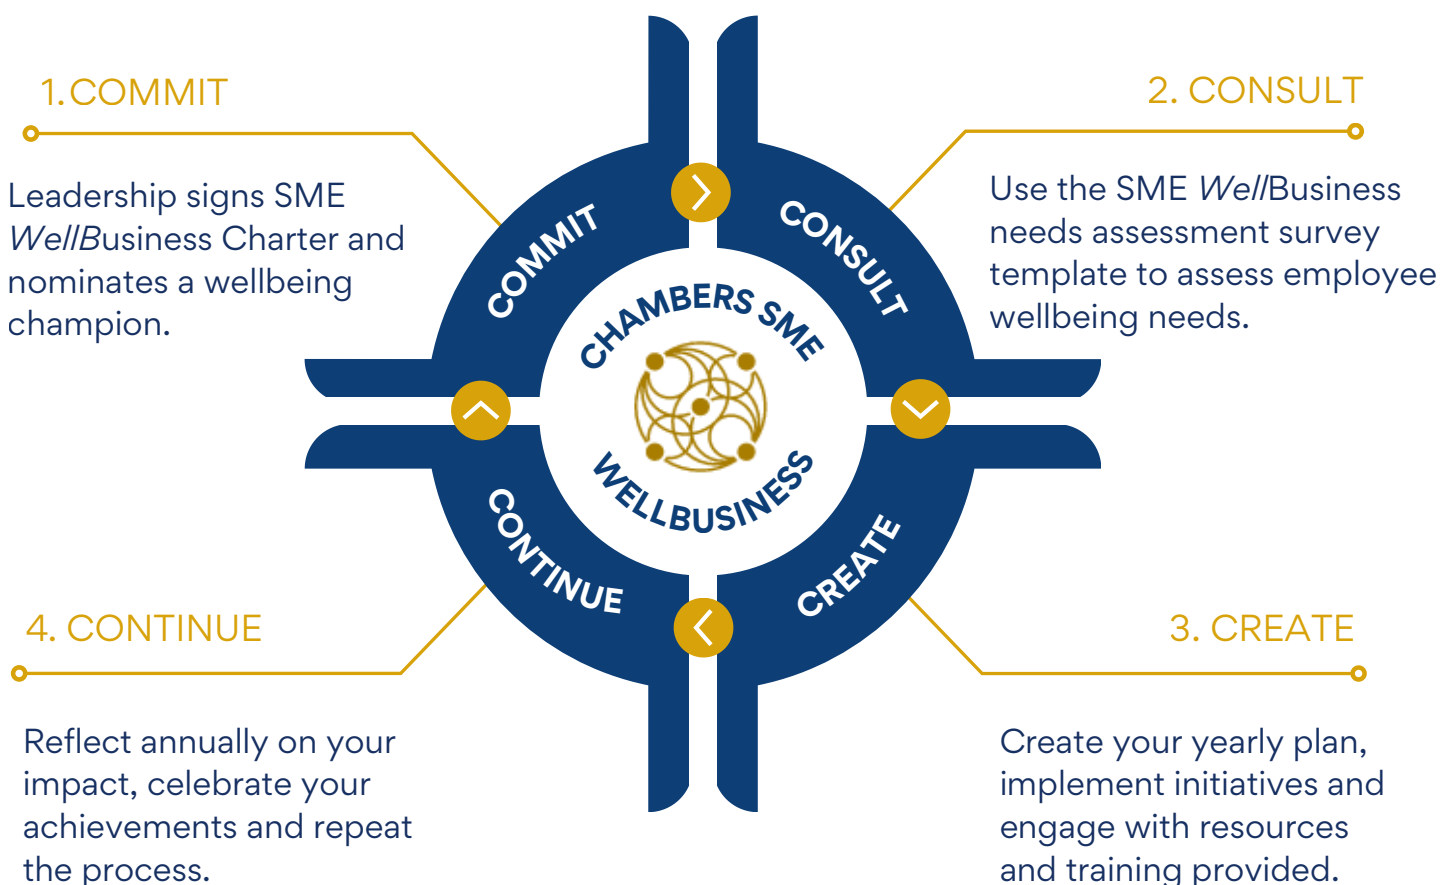 1. COMMIT
Leadership signs SME
WellBusiness Charter and
nominates a wellbeing
champion.
2. CONSULT
Use the SME WellBusiness
needs assessment survey
template to assess employee
wellbeing needs.
COMMIT
CONSULT
CHAMBERS SME
WELLBUSINESS
CONTINUE
CREATE
4. CONTINUE
Reflect annually on your
impact, celebrate your
achievements and repeat
the process.
3. CREATE
Create your yearly plan,
implement initiatives and
engage with resources
and training provided.